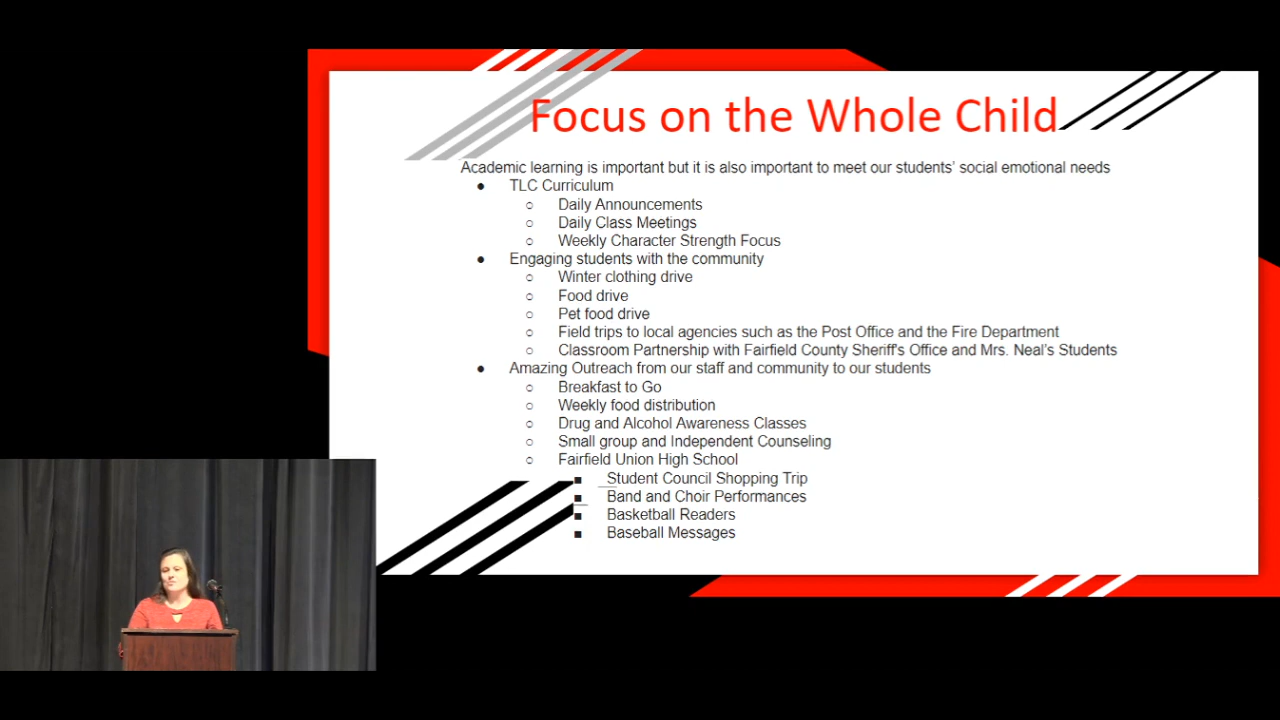 Focus on the Whole Child
Academic learning is important but it is also important to meet our students' social emotional needs
● TLC Curriculum
○ Daily Announcements
○ Daily Class Meetings
○ Weekly Character Strength Focus
● Engaging students with the community
○ Winter clothing drive
○ Food drive
○ Pet food drive
○ Field trips to local agencies such as the Post Office and the Fire Department
○ Classroom Partnership with Fairfield County Sheriff's Office and Mrs. Neal's Students
● Amazing Outreach from our staff and community to our students
○ Breakfast to Go
○ Weekly food distribution
○ Drug and Alcohol Awareness Classes
○ Small group and Independent Counseling
○ Fairfield Union High School
■ Student Council Shopping Trip
■ Band and Choir Performances
■ Basketball Readers
■ Baseball Messages